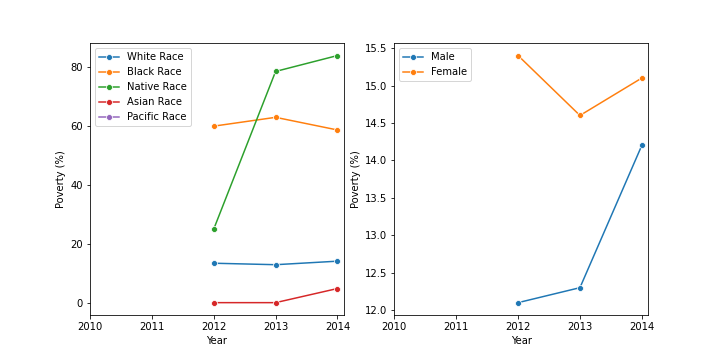 White Race
Black Race
Native Race
Asian Race
Pacific Race
80
60
40
20
0
Poverty (%)
2010 2011 2012 2013 2014
Year
Male
Female
15.5
15.0
14.5
14.0
13.5
13.0
12.5
12.0
Poverty (%)
2010 2011 2012 2013 2014
Year